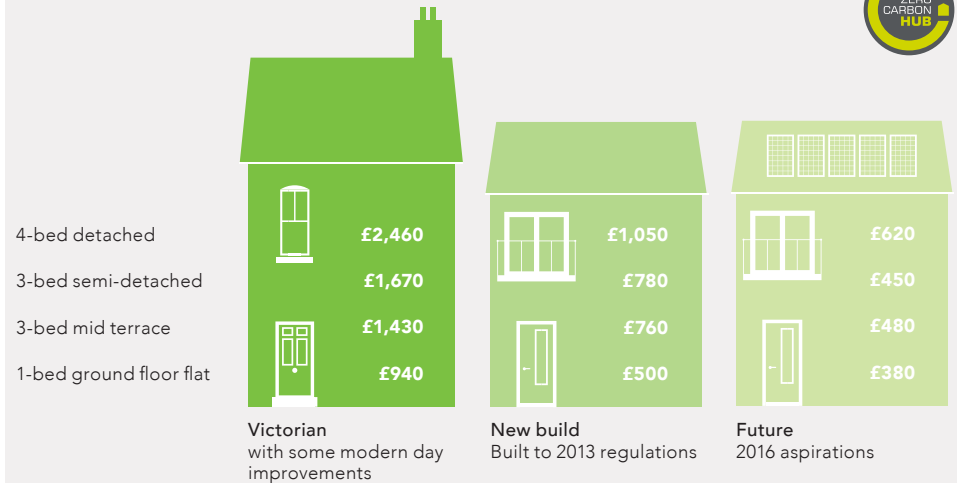 ZERO
CARBON
HUB
4-bed detached £2,460 £1,050 £620
3-bed semi-detached £1,670 £780 £450
3-bed mid terrace £1,430 £760 £480
1-bed ground floor flat £940 £500 £380
Victorian
with some modern day
improvements
New build
Built to 2013 regulations
Future
2016 aspirations